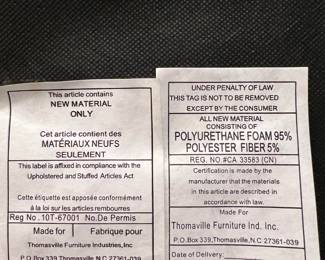 This article contains
NEW MATERIAL
ONLY
Cet article contient des
MATÉRIAUX NEUFS
SEULEMENT
This label is affixed in compliance with the
Upholstered and Stuffed Articles Act
Cette étiquette est apposée conformément
à la loi sur les articles rembourres
Reg No. 10T-67001 No. De Permis
Made for Fabrique pour
Thomasville Furniture Industries, Inc
P.O. Box 339, Thomasville, N.C. 27361-039
UNDER PENALTY OF LAW
THIS TAG IS NOT TO BE REMOVED
EXCEPT BY THE CONSUMER
ALL NEW MATERIAL
CONSISTING OF
POLYURETHANE FOAM 95%
POLYESTER FIBER 5%
REG. NO. #CA 33583 (CN)
Certification is made by the
manufacturer that the materials
in this article are described in
accordance with law.
Made For
Thomaville Furniture Ind. Inc.
P.O. Box 339, Thomasville, N.C 27361-039
Date of Delivery: